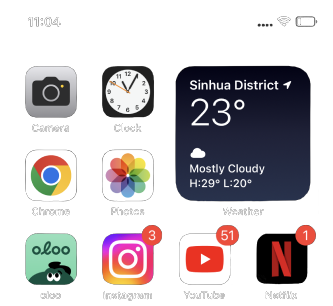 11:04
Sinhua District
23°
Mostly Cloudy
H:29° L:20°
Camera
Clock
Weather
Chrome
Photos
oloo
3
51
1
oloo
Instagram
YouTube
Netflix